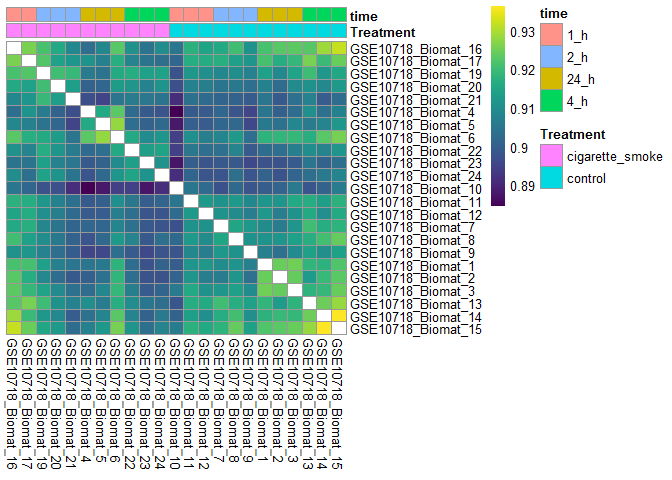 time
Treatment
GSE10718_Biomat_16
GSE10718_Biomat_17
GSE10718_Biomat_19
GSE10718_Biomat_20
GSE10718_Biomat_21
GSE10718_Biomat_4
GSE10718_Biomat_5
GSE10718_Biomat_6
GSE10718_Biomat_22
GSE10718_Biomat_23
GSE10718_Biomat_24
GSE10718_Biomat_10
GSE10718_Biomat_11
GSE10718_Biomat_12
GSE10718_Biomat_7
GSE10718_Biomat_8
GSE10718_Biomat_9
GSE10718_Biomat_1
GSE10718_Biomat_2
GSE10718_Biomat_3
GSE10718_Biomat_13
GSE10718_Biomat_14
GSE10718_Biomat_15
GSE10718_Biomat_16
GSE10718_Biomat_17
GSE10718_Biomat_19
GSE10718_Biomat_20
GSE10718_Biomat_21
GSE10718_Biomat_4
GSE10718_Biomat_5
GSE10718_Biomat_6
GSE10718_Biomat_22
GSE10718_Biomat_23
GSE10718_Biomat_24
GSE10718_Biomat_10
GSE10718_Biomat_11
GSE10718_Biomat_12
GSE10718_Biomat_7
GSE10718_Biomat_8
GSE10718_Biomat_9
GSE10718_Biomat_1
GSE10718_Biomat_2
GSE10718_Biomat_3
GSE10718_Biomat_13
GSE10718_Biomat_14
GSE10718_Biomat_15
0.93
0.92
0.91
0.9
0.89
time
1_h
2_h
24_h
4_h
Treatment
cigarette_smoke
control